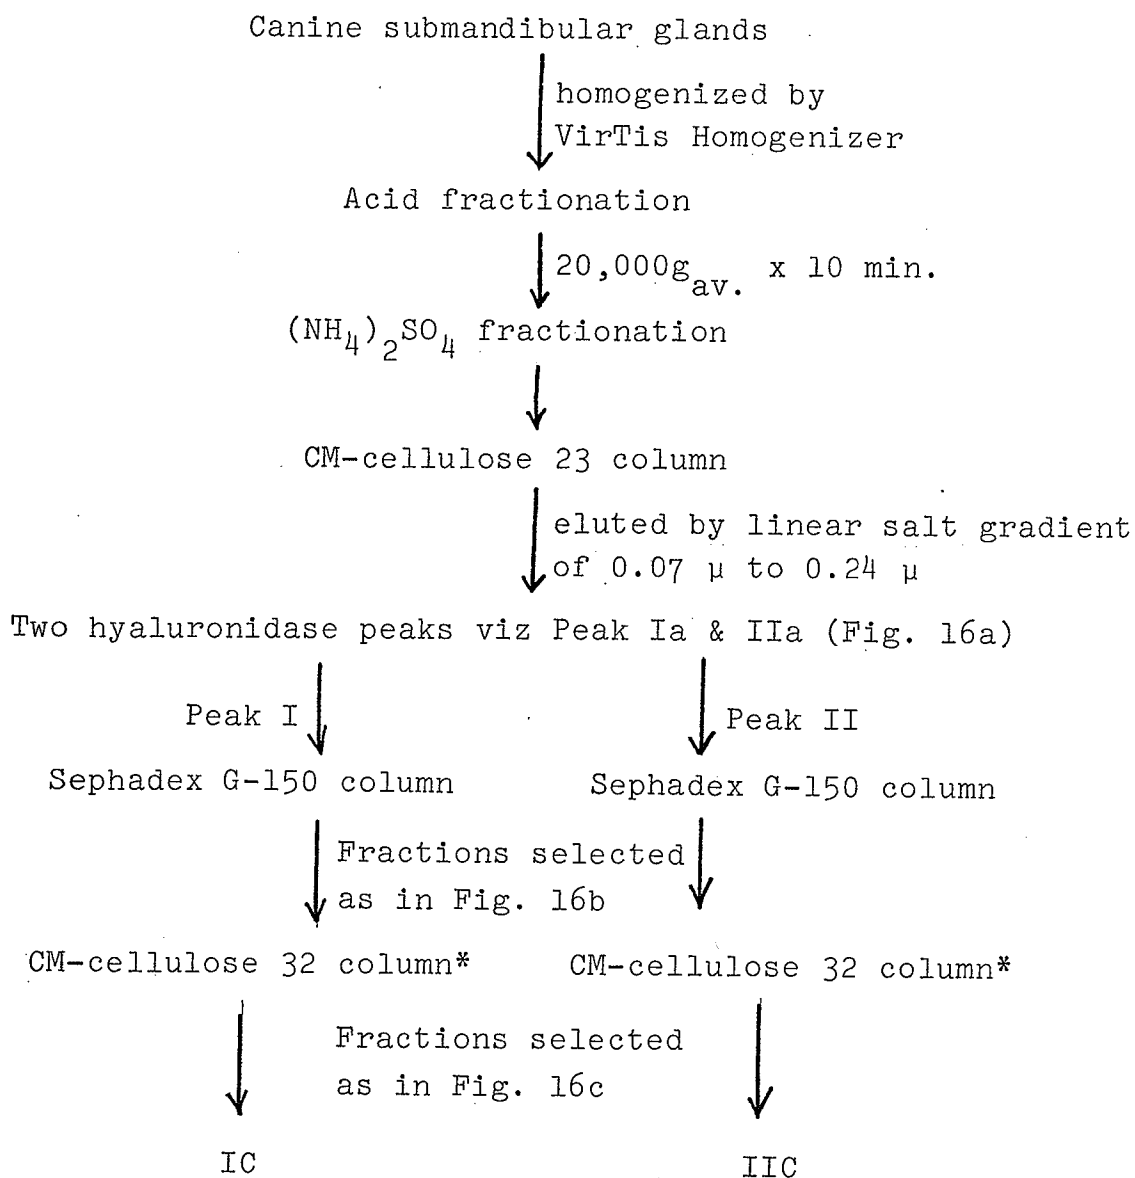 Canine submandibular glands
homogenized by
VirTis Homogenizer
Acid fractionation
20,000g av. x 10 min.
(NH4)2SO4 fractionation
CM-cellulose 23 column
eluted by linear salt gradient
of 0.07 μ to 0.24 μ
Two hyaluronidase peaks viz Peak Ia & IIa (Fig. 16a)
Peak I
Peak II
Sephadex G-150 column
Sephadex G-150 column
Fractions selected
as in Fig. 16b
CM-cellulose 32 column*
CM-cellulose 32 column*
Fractions selected
as in Fig. 16c
IC
IIC